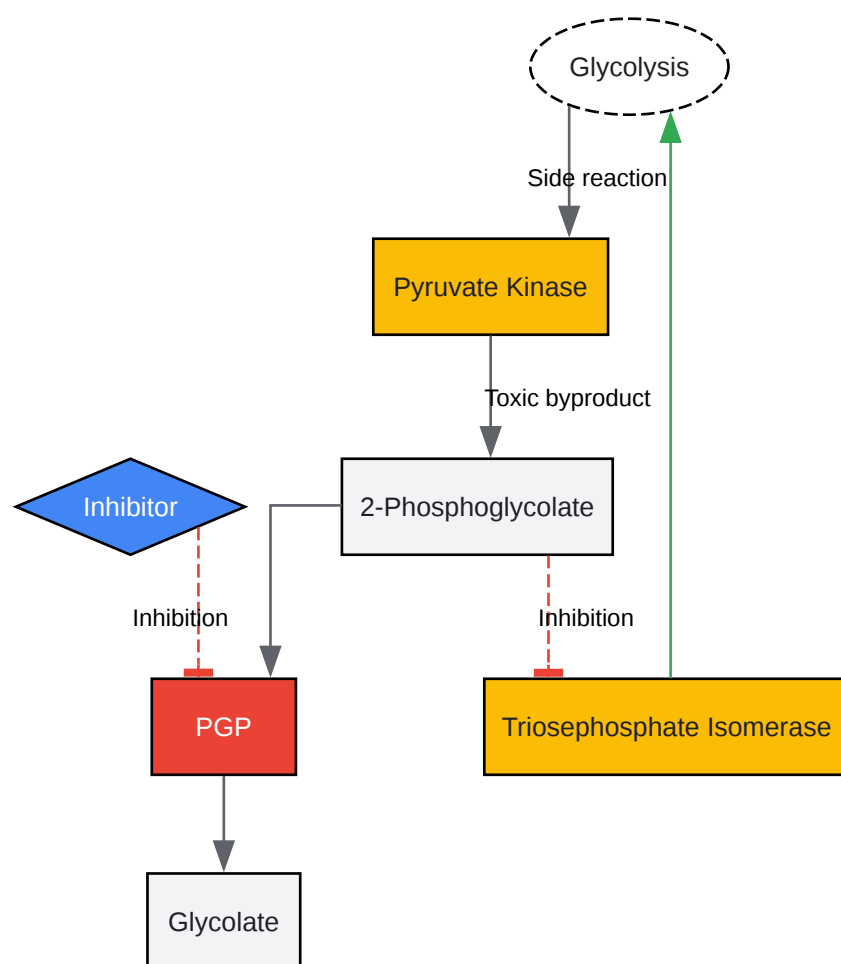 Glycolysis
Side reaction
Pyruvate Kinase
Toxic byproduct
Inhibitor
2-Phosphoglycolate
Inhibition
Inhibition
PGP
Triosephosphate Isomerase
Glycolate